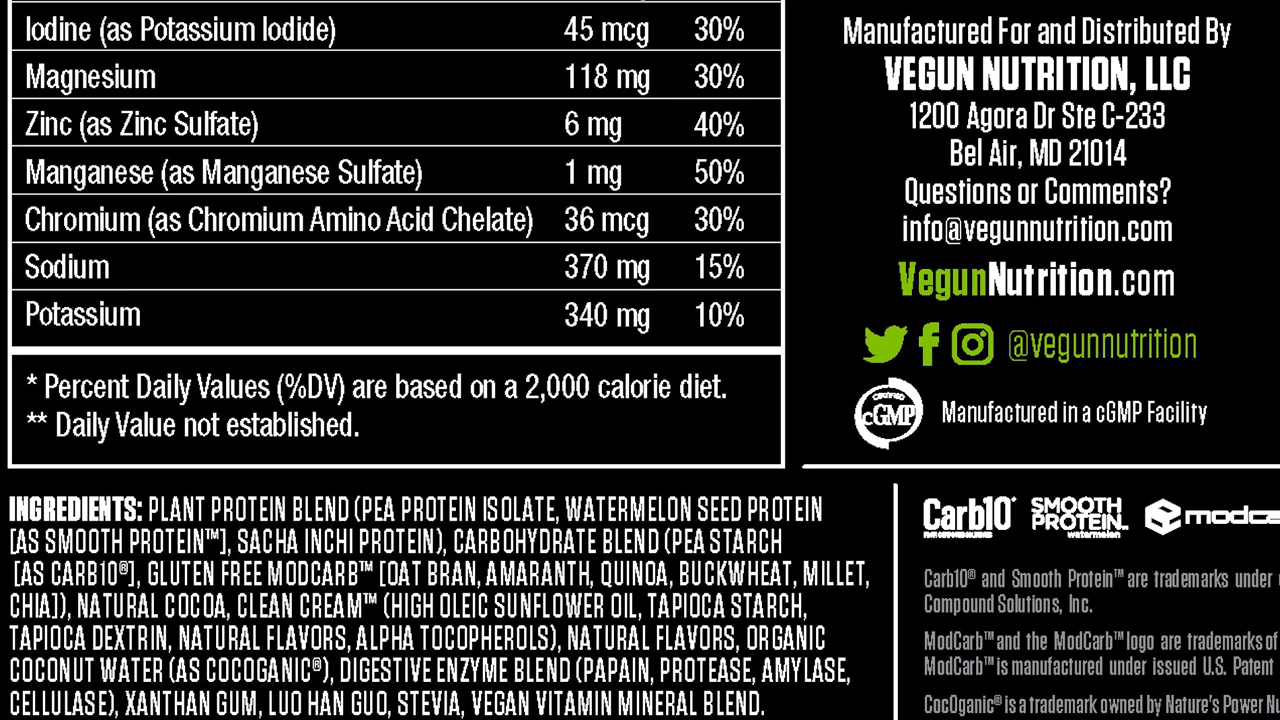 Iodine (as Potassium Iodide) 45 mcg 30%
Magnesium 118 mg 30%
Zinc (as Zinc Sulfate) 6 mg 40%
Manganese (as Manganese Sulfate) 1 mg 50%
Chromium (as Chromium Amino Acid Chelate) 36 mcg 30%
Sodium 370 mg 15%
Potassium 340 mg 10%
* Percent Daily Values (%DV) are based on a 2,000 calorie diet.
** Daily Value not established.
Manufactured For and Distributed By
VEGUN NUTRITION, LLC
1200 Agora Dr Ste C-233
Bel Air, MD 21014
Questions or Comments?
info@vegunnutrition.com
VegunNutrition.com
@vegunnutrition
CERTIFIED
cGMP
Manufactured in a cGMP Facility
INGREDIENTS: PLANT PROTEIN BLEND (PEA PROTEIN ISOLATE, WATERMELON SEED PROTEIN
[AS SMOOTH PROTEIN™], SACHA INCHI PROTEIN), CARBOHYDRATE BLEND (PEA STARCH
[AS CARB10®], GLUTEN FREE MODCARB™ [OAT BRAN, AMARANTH, QUINOA, BUCKWHEAT, MILLET,
CHIA]), NATURAL COCOA, CLEAN CREAM™ (HIGH OLEIC SUNFLOWER OIL, TAPIOCA STARCH,
TAPIOCA DEXTRIN, NATURAL FLAVORS, ALPHA TOCOPHEROLS), NATURAL FLAVORS, ORGANIC
COCONUT WATER (AS COCOGANIC®), DIGESTIVE ENZYME BLEND (PAPAIN, PROTEASE, AMYLASE,
CELLULASE), XANTHAN GUM, LUO HAN GUO, STEVIA, VEGAN VITAMIN MINERAL BLEND.
Carb10®
SMOOTH
PROTEIN™
watermelon
modca
Carb10® and Smooth Protein™ are trademarks under
Compound Solutions, Inc.
ModCarb™ and the ModCarb™ logo are trademarks of
ModCarb™ is manufactured under issued U.S. Patent
CocOganic® is a trademark owned by Nature's Power Nu